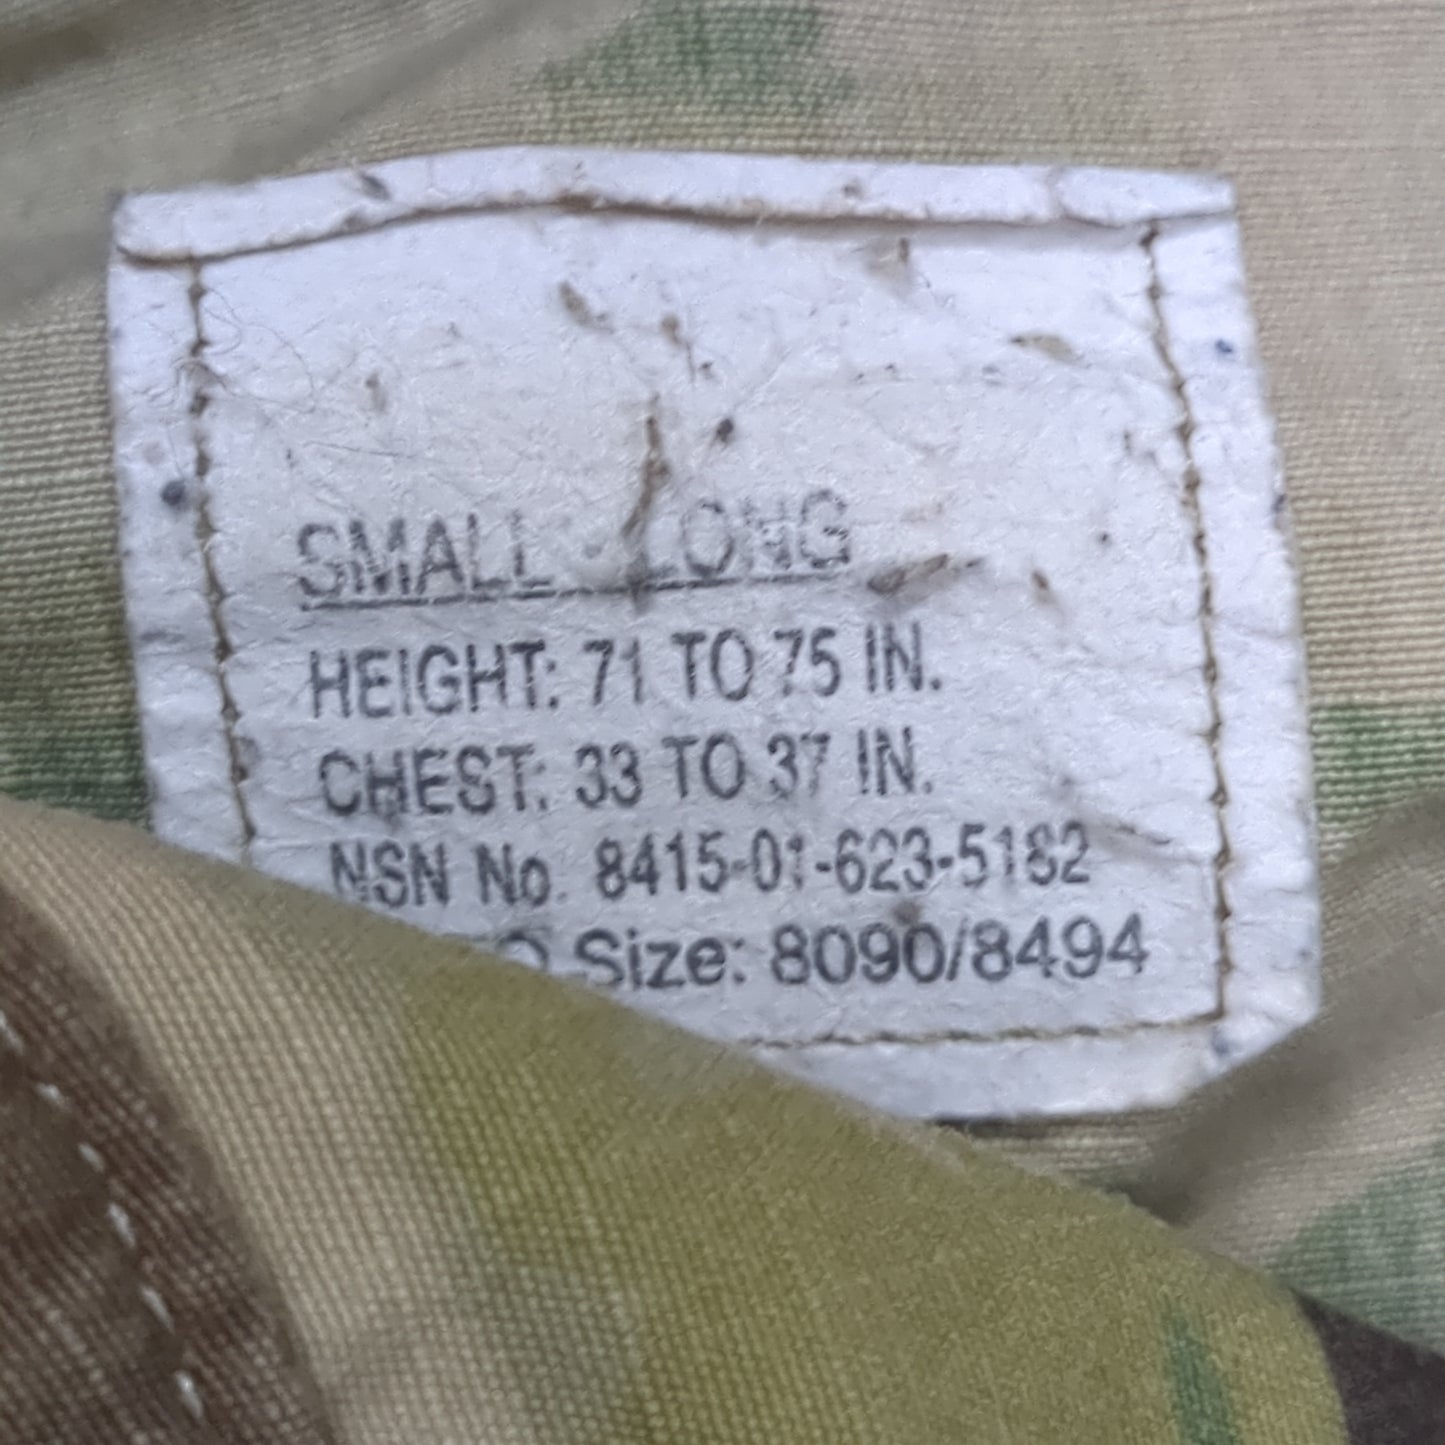 SMALL - LONG
HEIGHT: 71 TO 75 IN.
CHEST: 33 TO 37 IN.
NSN No. 8415-01-623-5182
Size: 8090/8494